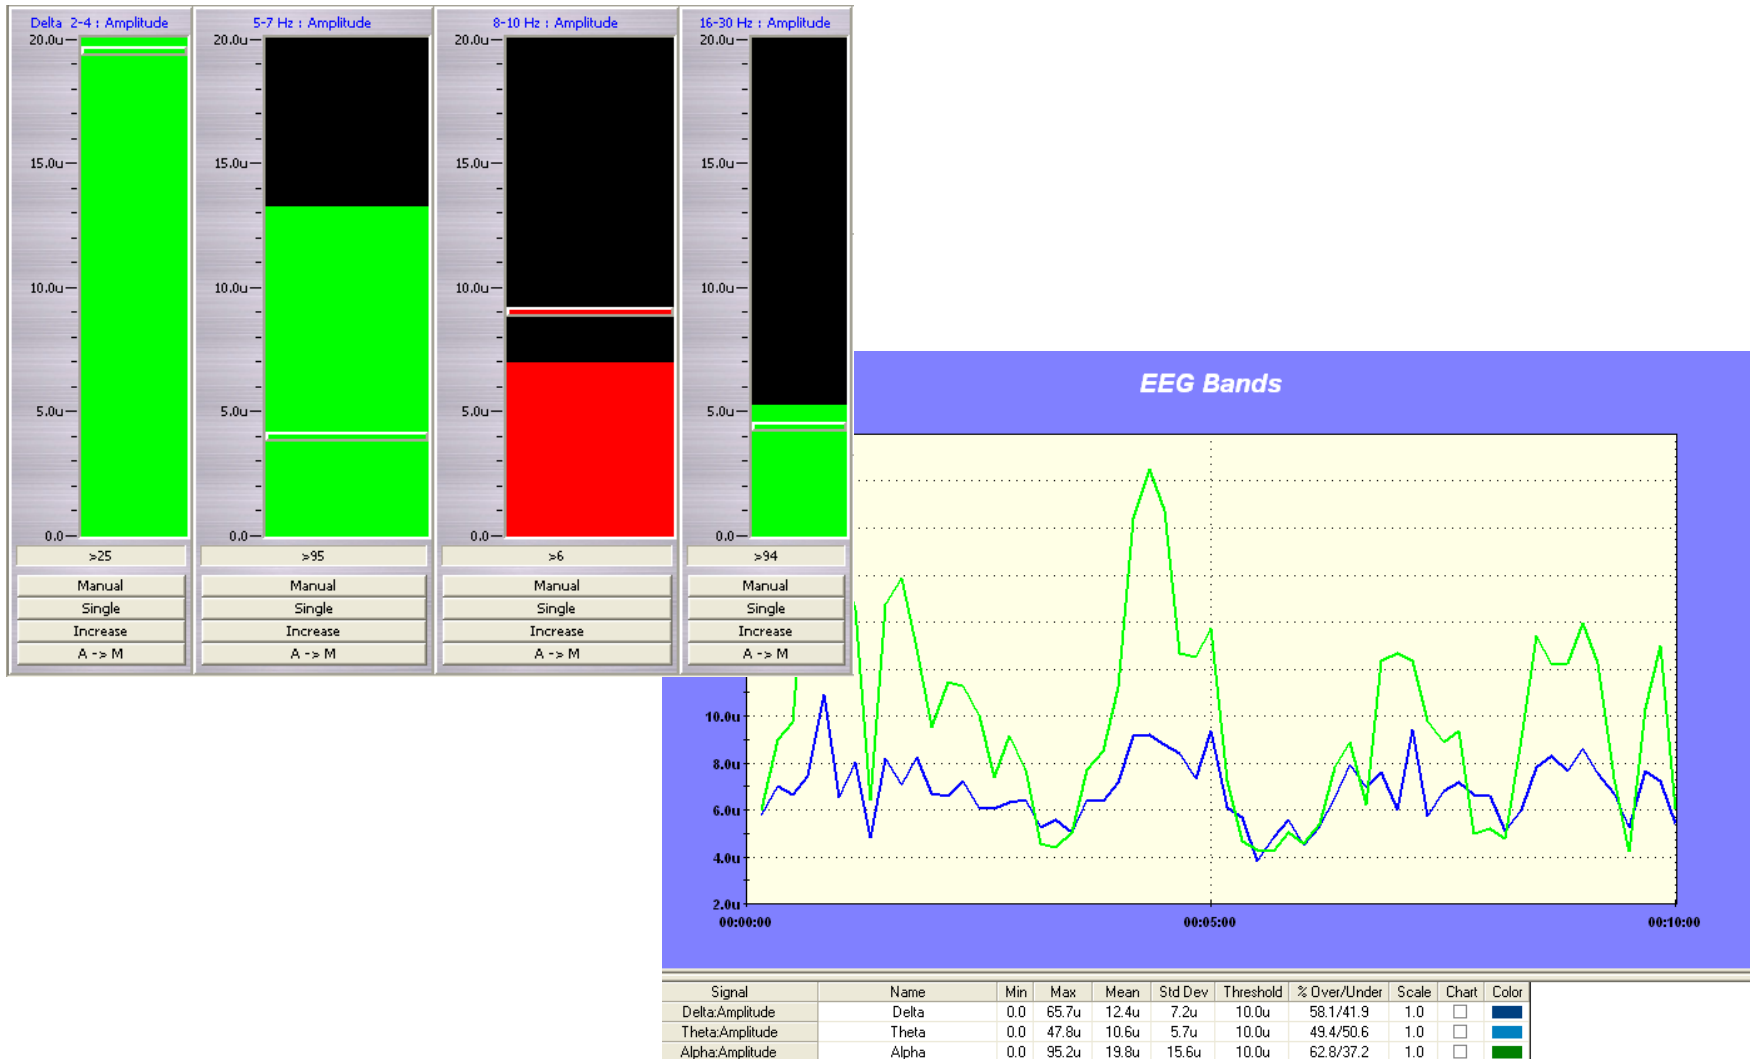 Delta 2-4 : Amplitude
20.0u
15.0u
10.0u
5.0u
0.0
>25
Manual
Single
Increase
A -> M
5-7 Hz : Amplitude
20.0u
15.0u
10.0u
5.0u
0.0
>95
Manual
Single
Increase
A -> M
8-10 Hz : Amplitude
20.0u
15.0u
10.0u
5.0u
0.0
>6
Manual
Single
Increase
A -> M
16-30 Hz : Amplitude
20.0u
15.0u
10.0u
5.0u
0.0
>94
Manual
Single
Increase
A -> M
EEG Bands
10.0u
8.0u
6.0u
4.0u
2.0u
00:00:00 00:05:00 00:10:00
Signal Name Min Max Mean Std Dev Threshold % Over/Under Scale Chart Color
Delta:Amplitude Delta 0.0 65.7u 12.4u 7.2u 10.0u 58.1/41.9 1.0
Theta:Amplitude Theta 0.0 47.8u 10.6u 5.7u 10.0u 49.4/50.6 1.0
Alpha:Amplitude Alpha 0.0 95.2u 19.8u 15.6u 10.0u 62.8/37.2 1.0